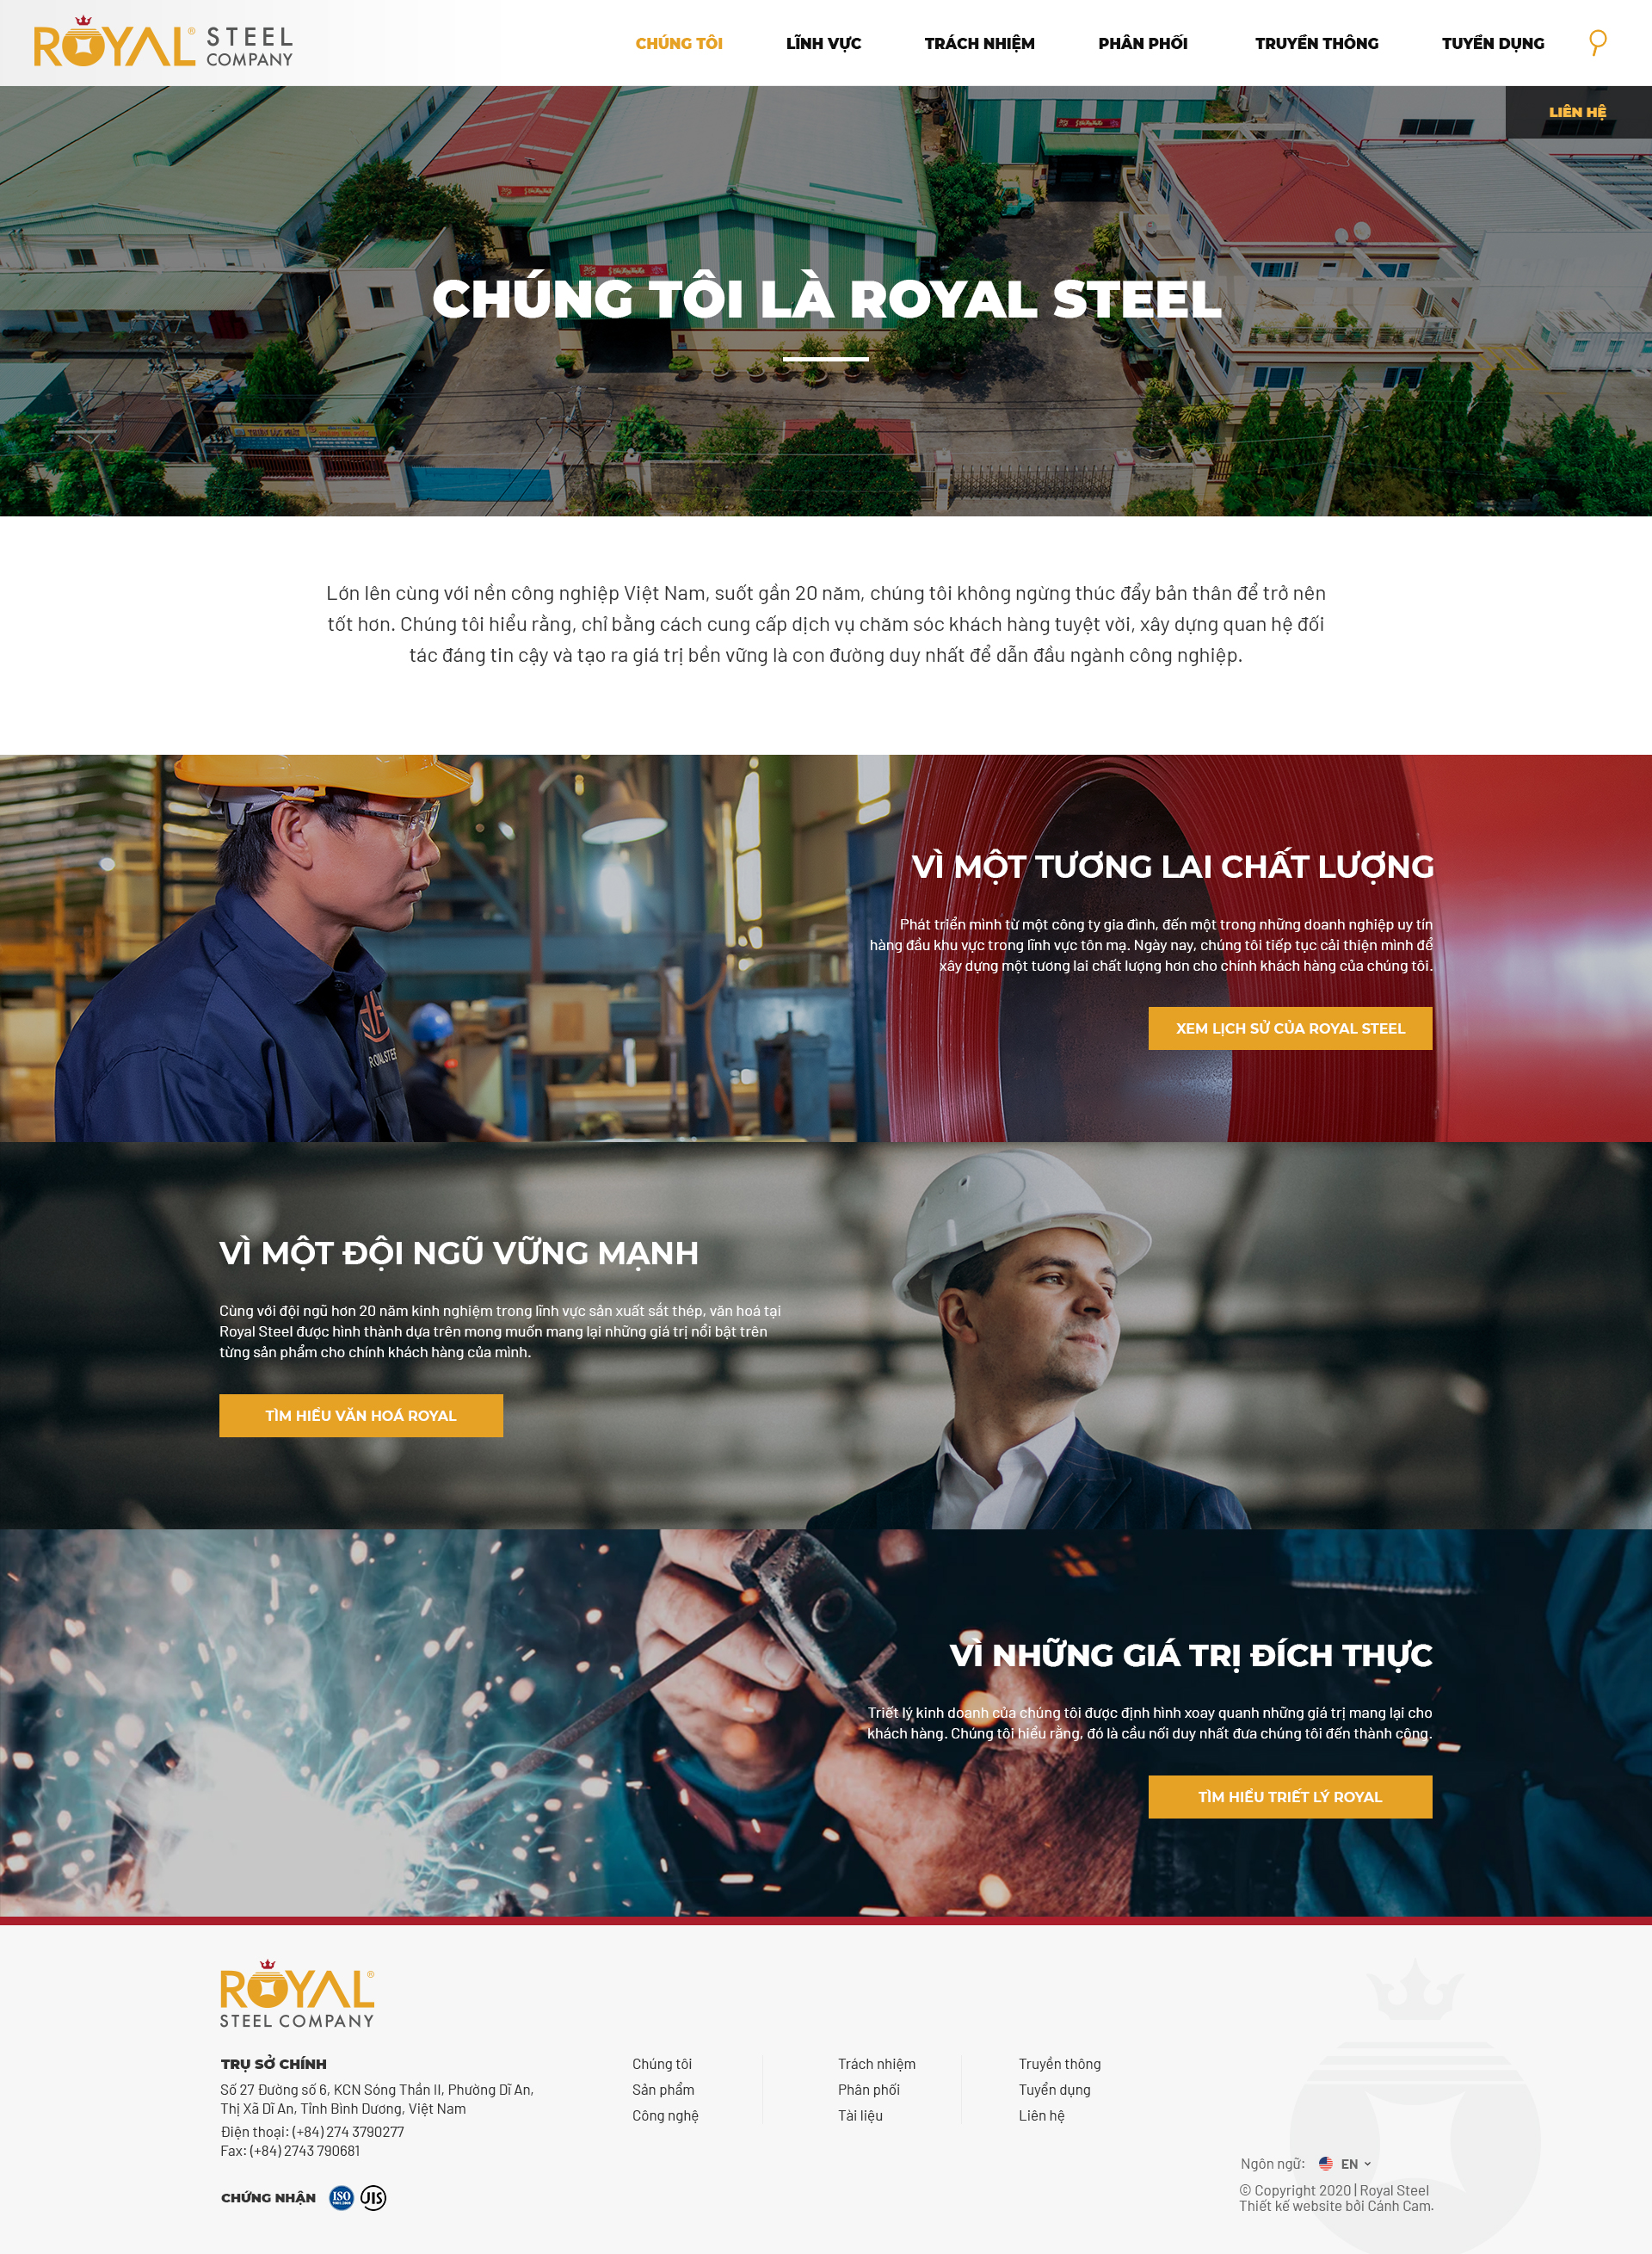 ROYAL® STEEL COMPANY
CHÚNG TÔI
LĨNH VỰC
TRÁCH NHIỆM
PHÂN PHỐI
TRUYỀN THÔNG
TUYỂN DỤNG
LIÊN HỆ
CHÚNG TÔI LÀ ROYAL STEEL
Lớn lên cùng với nền công nghiệp Việt Nam, suốt gần 20 năm, chúng tôi không ngừng thúc đẩy bản thân để trở nên
tốt hơn. Chúng tôi hiểu rằng, chỉ bằng cách cung cấp dịch vụ chăm sóc khách hàng tuyệt vời, xây dựng quan hệ đối
tác đáng tin cậy và tạo ra giá trị bền vững là con đường duy nhất để dẫn đầu ngành công nghiệp.
VÌ MỘT TƯƠNG LAI CHẤT LƯỢNG
Phát triển mình từ một công ty gia đình, đến một trong những doanh nghiệp uy tín
hàng đầu khu vực trong lĩnh vực tôn mạ. Ngày nay, chúng tôi tiếp tục cải thiện mình để
xây dựng một tương lai chất lượng hơn cho chính khách hàng của chúng tôi.
XEM LỊCH SỬ CỦA ROYAL STEEL
VÌ MỘT ĐỘI NGŨ VỮNG MẠNH
Cùng với đội ngũ hơn 20 năm kinh nghiệm trong lĩnh vực sản xuất sắt thép, văn hoá tại
Royal Steel được hình thành dựa trên mong muốn mang lại những giá trị nổi bật trên
từng sản phẩm cho chính khách hàng của mình.
TÌM HIỂU VĂN HOÁ ROYAL
VÌ NHỮNG GIÁ TRỊ ĐÍCH THỰC
Triết lý kinh doanh của chúng tôi được định hình xoay quanh những giá trị mang lại cho
khách hàng. Chúng tôi hiểu rằng, đó là cầu nối duy nhất đưa chúng tôi đến thành công.
TÌM HIỂU TRIẾT LÝ ROYAL
ROYAL®
STEEL COMPANY
TRỤ SỞ CHÍNH
Số 27 Đường số 6, KCN Sóng Thần II, Phường Dĩ An,
Thị Xã Dĩ An, Tỉnh Bình Dương, Việt Nam
Điện thoại: (+84) 274 3790277
Fax: (+84) 2743 790681
CHỨNG NHẬN
ISO
JIS
Chúng tôi
Sản phẩm
Công nghệ
Trách nhiệm
Phân phối
Tài liệu
Truyền thông
Tuyển dụng
Liên hệ
Ngôn ngữ: EN
© Copyright 2020 | Royal Steel
Thiết kế website bởi Cánh Cam.